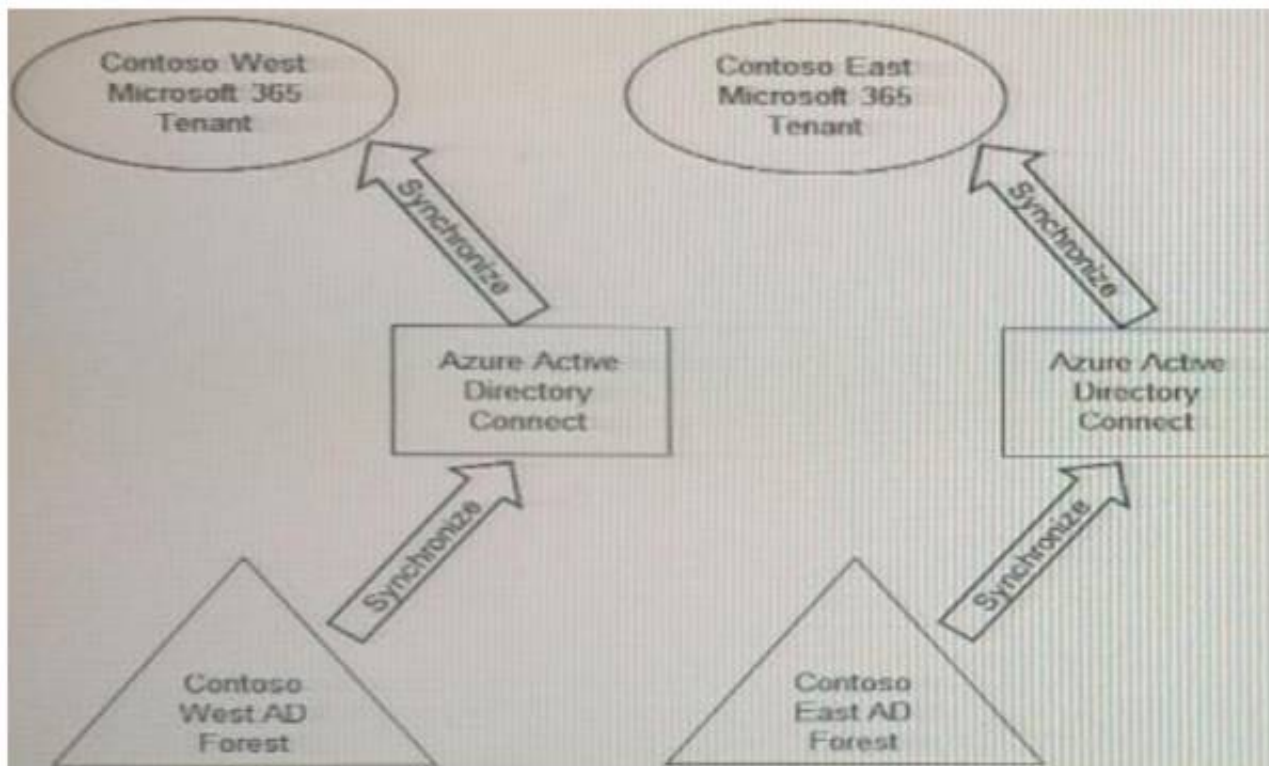 Contoso West
Microsoft 365
Tenant
Contoso East
Microsoft 365
Tenant
Synchronize
Synchronize
Azure Active
Directory
Connect
Azure Active
Directory
Connect
Synchronize
Synchronize
Contoso
West AD
Forest
Contoso
East AD
Forest